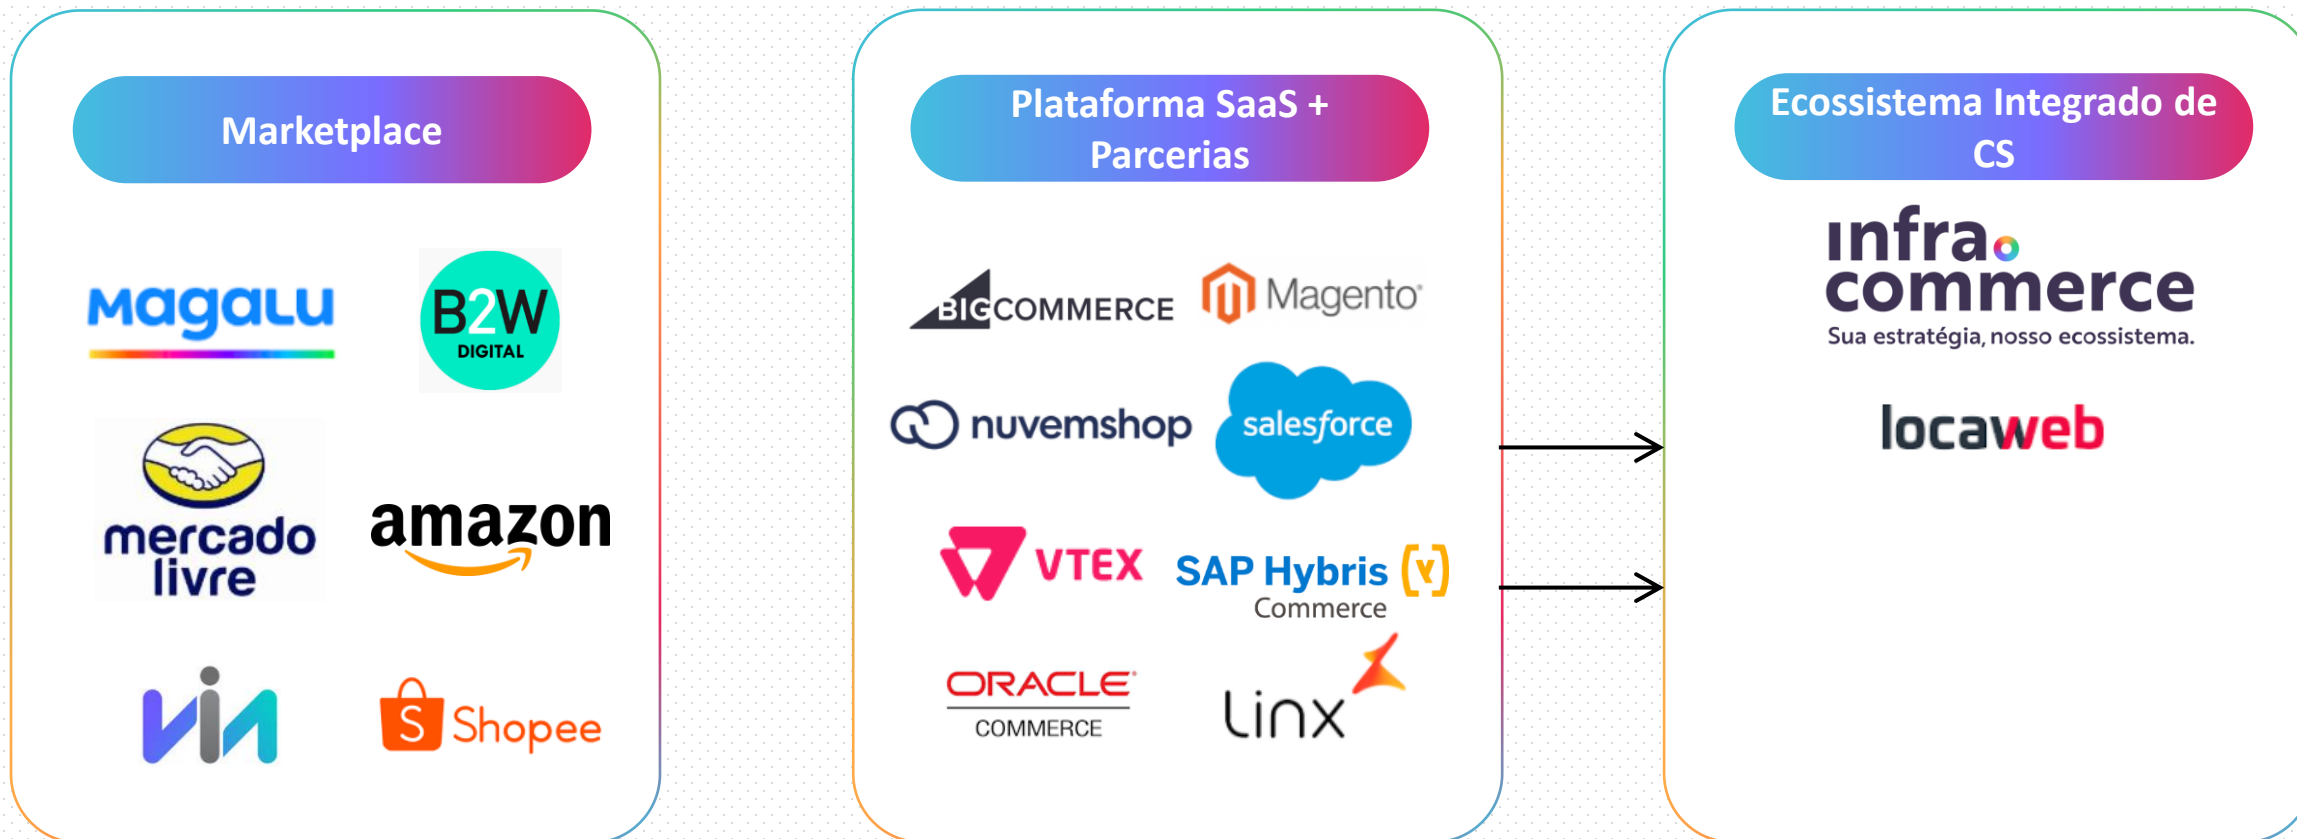 Marketplace
magalu
B2W
DIGITAL
mercado
livre
amazon
via
S Shopee
Plataforma SaaS +
Parcerias
BIGCOMMERCE
Magento
nuvemshop
salesforce
VTEX
SAP Hybris (Y)
Commerce
ORACLE
COMMERCE
Linx
Ecossistema Integrado de
CS
infra.
commerce
Sua estratégia, nosso ecossistema.
locaweb